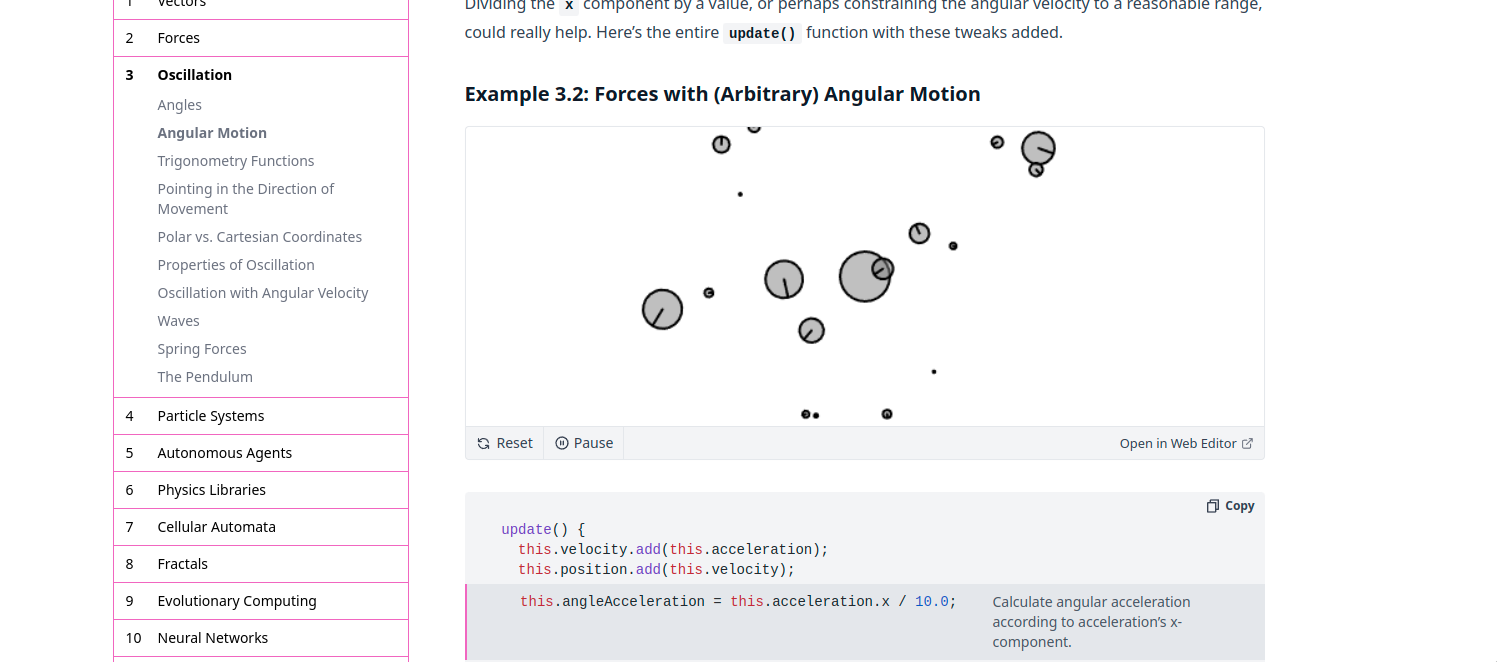 1 Vectors
2 Forces
3 Oscillation
Angles
Angular Motion
Trigonometry Functions
Pointing in the Direction of
Movement
Polar vs. Cartesian Coordinates
Properties of Oscillation
Oscillation with Angular Velocity
Waves
Spring Forces
The Pendulum
4 Particle Systems
5 Autonomous Agents
6 Physics Libraries
7 Cellular Automata
8 Fractals
9 Evolutionary Computing
10 Neural Networks
Dividing the x component by a value, or perhaps constraining the angular velocity to a reasonable range,
could really help. Here’s the entire update() function with these tweaks added.
Example 3.2: Forces with (Arbitrary) Angular Motion
Reset Pause Open in Web Editor
Copy
update() {
this.velocity.add(this.acceleration);
this.position.add(this.velocity);
this.angleAcceleration = this.acceleration.x / 10.0;
Calculate angular acceleration
according to acceleration’s x-
component.